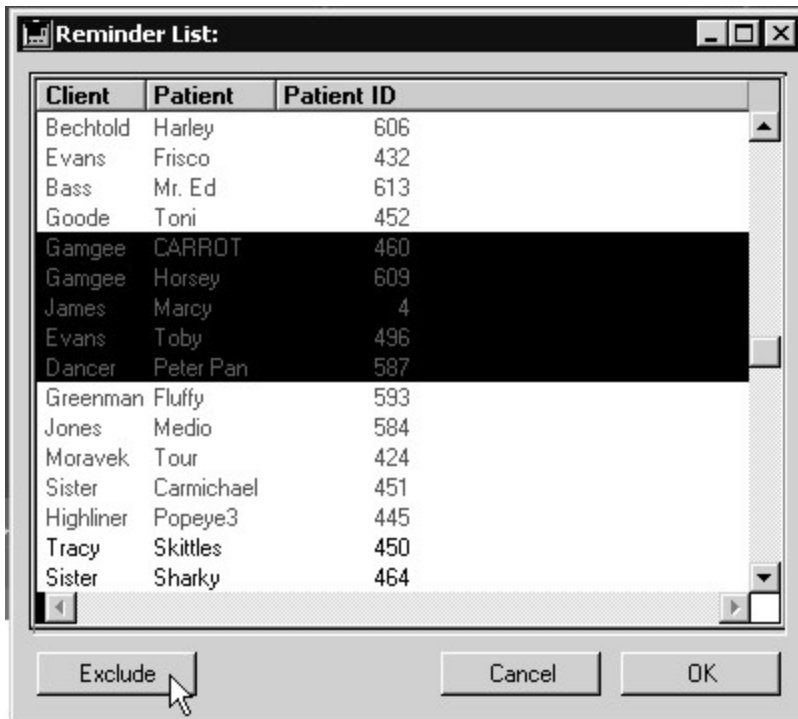 Reminder List:
Client Patient Patient ID
Bechtold Harley 606
Evans Frisco 432
Bass Mr. Ed 613
Goode Toni 452
Gamgee CARROT 460
Gamgee Horsey 609
James Marcy 4
Evans Toby 496
Dancer Peter Pan 587
Greenman Fluffy 593
Jones Medio 584
Moravek Tour 424
Sister Carmichael 451
Highliner Popeye3 445
Tracy Skittles 450
Sister Sharky 464
Exclude Cancel OK